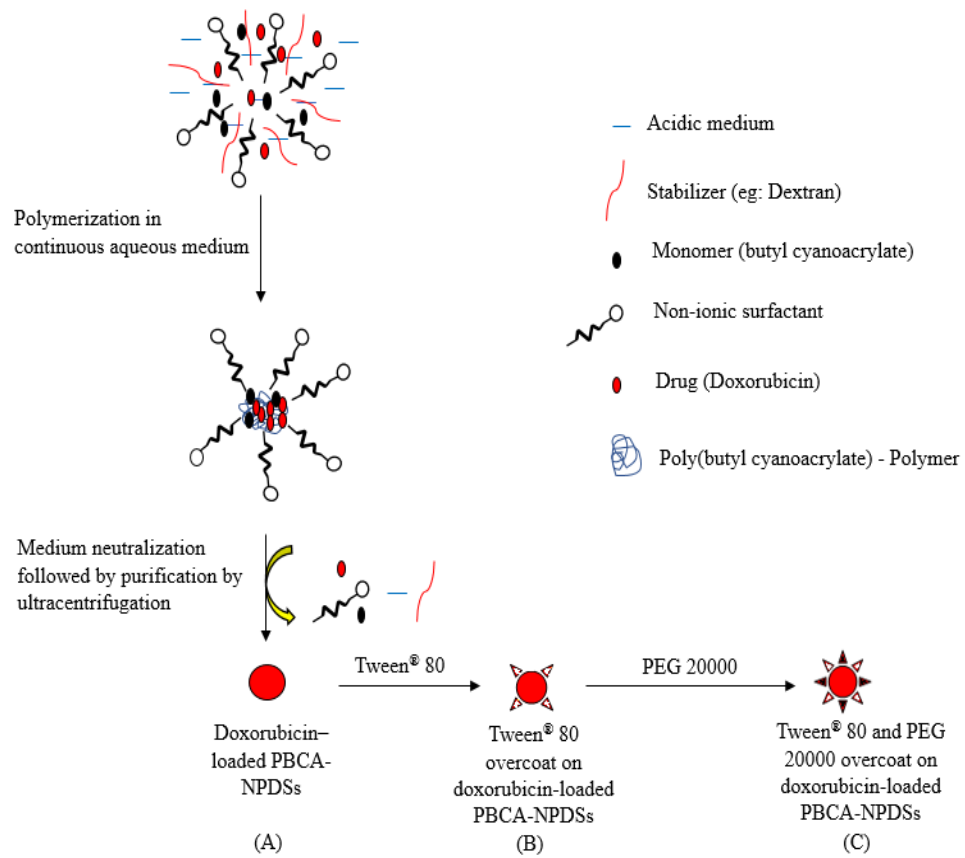 Acidic medium
Stabilizer (eg: Dextran)
Monomer (butyl cyanoacrylate)
Non-ionic surfactant
Drug (Doxorubicin)
Poly(butyl cyanoacrylate) - Polymer
Polymerization in
continuous aqueous medium
Medium neutralization
followed by purification by
ultracentrifugation
Tween® 80
PEG 20000
Doxorubicin–
loaded PBCA-
NPDSs
(A)
Tween® 80
overcoat on
doxorubicin-loaded
PBCA-NPDSs
(B)
Tween® 80 and PEG
20000 overcoat on
doxorubicin-loaded
PBCA-NPDSs
(C)